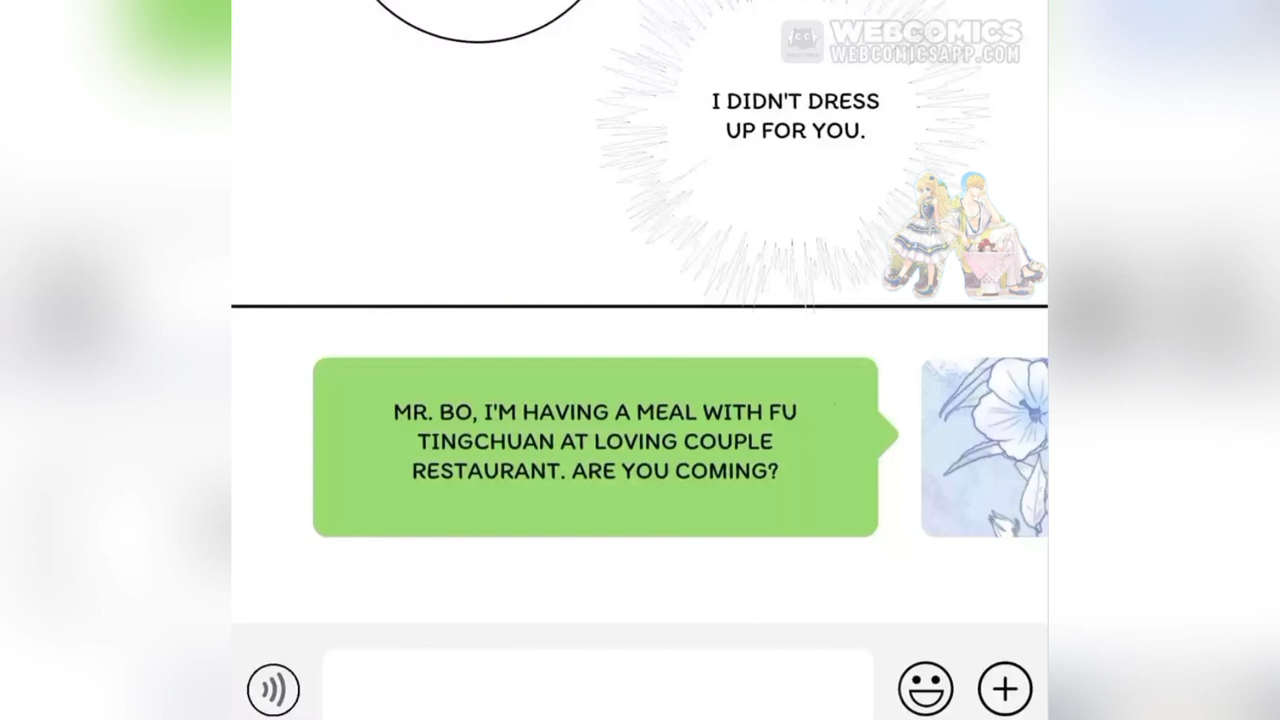 WEBCOMICS
WEBCONICSAPP.COM
I DIDN'T DRESS
UP FOR YOU.
MR. BO, I'M HAVING A MEAL WITH FU
TINGCHUAN AT LOVING COUPLE
RESTAURANT. ARE YOU COMING?